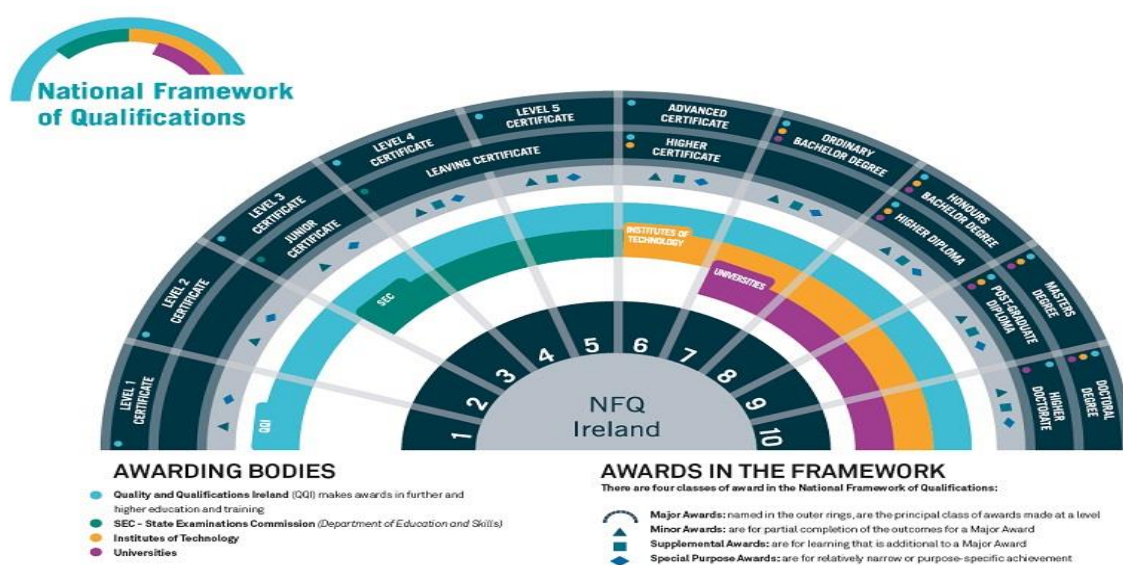 National Framework
of Qualifications
LEVEL 1
CERTIFICATE
LEVEL 2
CERTIFICATE
LEVEL 3
CERTIFICATE
LEVEL 4
CERTIFICATE
LEVEL 5
CERTIFICATE
ADVANCED
CERTIFICATE
ORDINARY
BACHELOR DEGREE
HONOURS
BACHELOR DEGREE
MASTERS
DEGREE
DOCTORAL
DEGREE
JUNIOR
CERTIFICATE
LEAVING CERTIFICATE
HIGHER
CERTIFICATE
HIGHER DIPLOMA
POST-GRADUATE
DIPLOMA
HIGHER
DOCTORATE
QQI
SEC
INSTITUTES OF
TECHNOLOGY
UNIVERSITIES
1
2
3
4
5
6
7
8
9
10
NFQ
Ireland
AWARDING BODIES
Quality and Qualifications Ireland (QQI) makes awards in further and
higher education and training
SEC - State Examinations Commission (Department of Education and Skills)
Institutes of Technology
Universities
AWARDS IN THE FRAMEWORK
There are four classes of award in the National Framework of Qualifications:
Major Awards: named in the outer rings, are the principal class of awards made at a level
Minor Awards: are for partial completion of the outcomes for a Major Award
Supplemental Awards: are for learning that is additional to a Major Award
Special Purpose Awards: are for relatively narrow or purpose-specific achievement